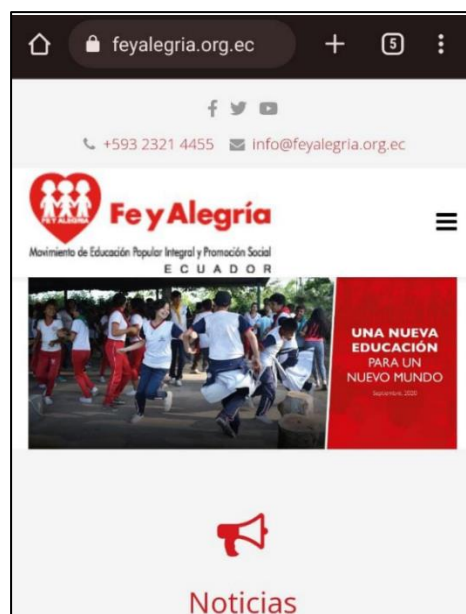 feyalegria.org.ec
5
+593 2321 4455 info@feyalegria.org.ec
FE Y ALEGRIA
Fe y Alegría
Movimiento de Educación Popular Integral y Promoción Social
ECUADOR
UNA NUEVA
EDUCACIÓN
PARA UN
NUEVO MUNDO
Septiembre, 2020
Noticias